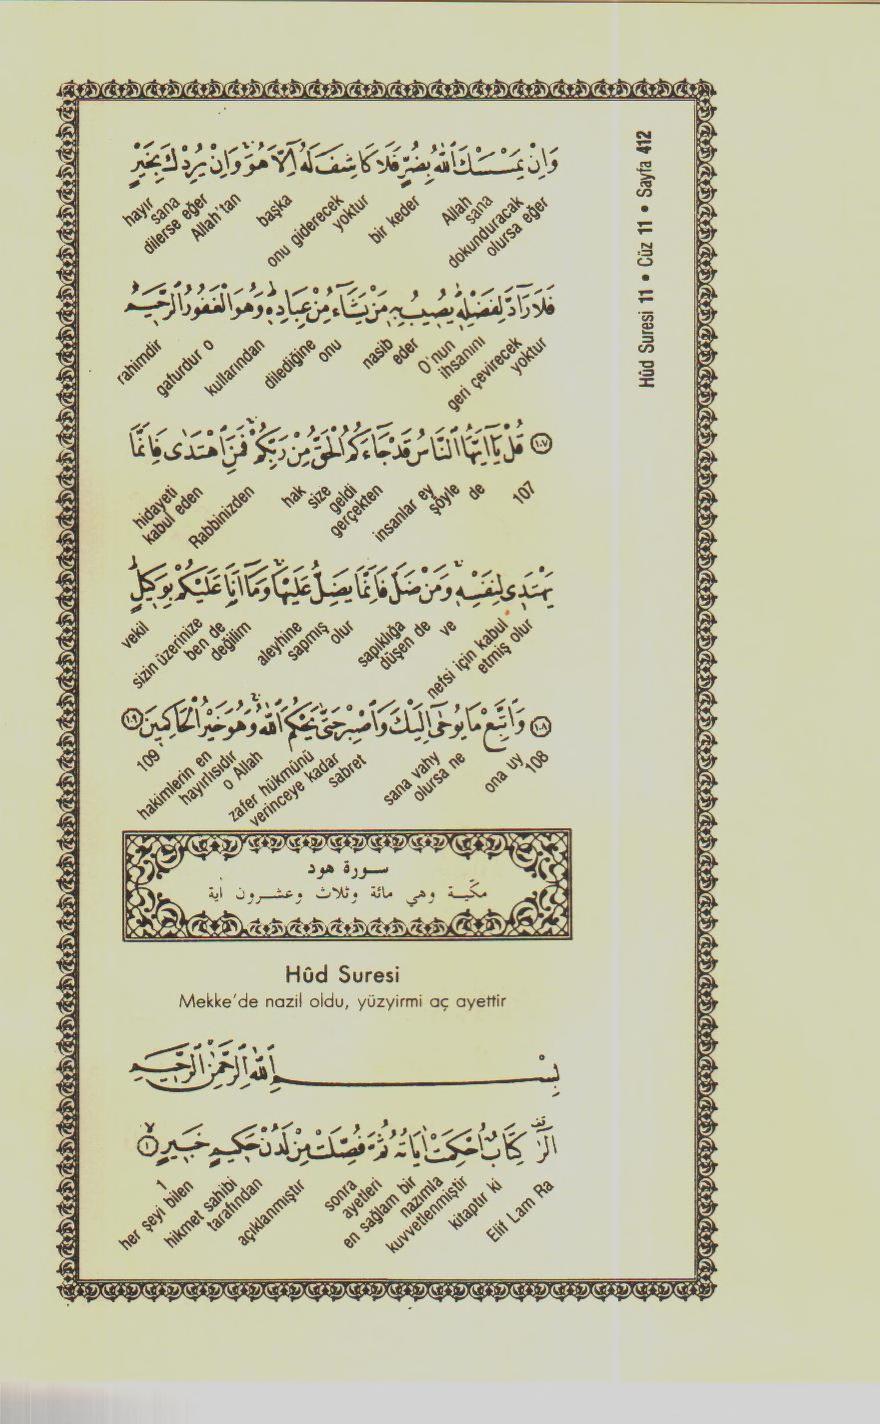 Hûd Suresi 11 • Cüz 11 • Sayfa 412
وَاِنْ يَمْسَسْكَ اللّٰهُ بِضُرٍّ فَلَا كَاشِفَ لَهُٓ اِلَّا هُوَۚ وَاِنْ يُرِدْكَ بِخَيْرٍ
olursa eğer dokunduracak sana Allah bir keder yoktur onu giderecek başka Allah'tan dilerse eğer sana hayır
فَلَا رَٓادَّ لِفَضْلِه۪ۜ يُص۪يبُ بِه۪ مَنْ يَشَٓاءُ مِنْ عِبَادِه۪ۜ وَهُوَ الْغَفُورُ الرَّح۪يمُ
yoktur geri çevirecek ihsanını O'nun eder nasib onu dilediğine kullarından gafurdur o rahimdir
﴿١٠٧﴾ قُلْ يَٓا اَيُّهَا النَّاسُ قَدْ جَٓاءَكُمُ الْحَقُّ مِنْ رَبِّكُمْۚ فَمَنِ اهْتَدٰى فَاِنَّمَا
107 de şöyle insanlar ey gerçekten geldi size hak Rabbinizden kabul eden hidayeti
يَهْتَد۪ي لِنَفْسِه۪ۚ وَمَنْ ضَلَّ فَاِنَّمَا يَضِلُّ عَلَيْهَاۚ وَمَٓا اَنَا۬ عَلَيْكُمْ بِوَك۪يلٍۜ
etmiş olur nefsi için kabul ve düşen de sapıklığa olur sapmış aleyhine değilim ben de sizin üzerinize vekil
﴿١٠٨﴾ وَاتَّبِعْ مَا يُوحٰٓى اِلَيْكَ وَاصْبِرْ حَتّٰى يَحْكُمَ اللّٰهُۚ وَهُوَ خَيْرُ الْحَاكِم۪ينَ ﴿١٠٩﴾
108 ona uy olursa ne sana vahy sabret verinceye kadar zafer hükmünü o Allah hayırlısıdır hakimlerin en 109
سورة هود
مكّية وهي مائة وثلاث وعشرون آية
Hûd Suresi
Mekke'de nazil oldu, yüzyirmi aç ayettir
بِسْمِ اللّٰهِ الرَّحْمٰنِ الرَّح۪يمِ
الٓرٰ۠ كِتَابٌ اُحْكِمَتْ اٰيَاتُهُ ثُمَّ فُصِّلَتْ مِنْ لَدُنْ حَك۪يمٍ خَب۪يرٍۙ ﴿١﴾
Elif Lam Ra kitaptır ki kuvvetlenmiştir nazımla en sağlam bir ayetleri sonra açıklanmıştır tarafından hikmet sahibi her şeyi bilen 1